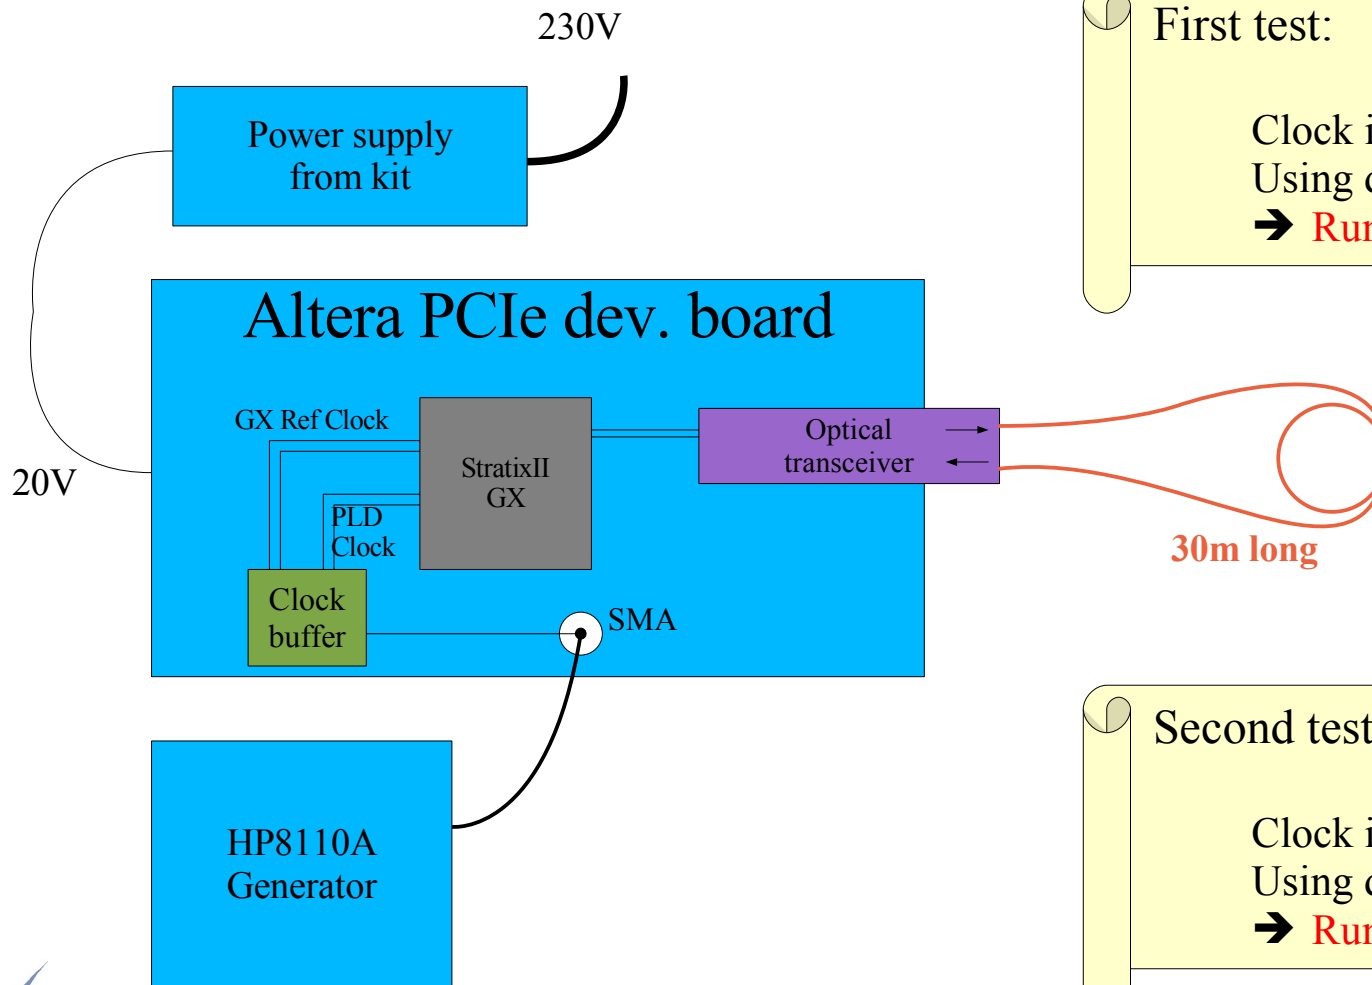 230V
First test:
Power supply
from kit
Clock
Using
Altera PCIe dev. board
GX Ref Clock
Optical
transceiver
StratixII
GX
20V
PLD
Clock
30m long
Clock
buffer
SMA
Second test
HP8110A
Generator
Clock
Using